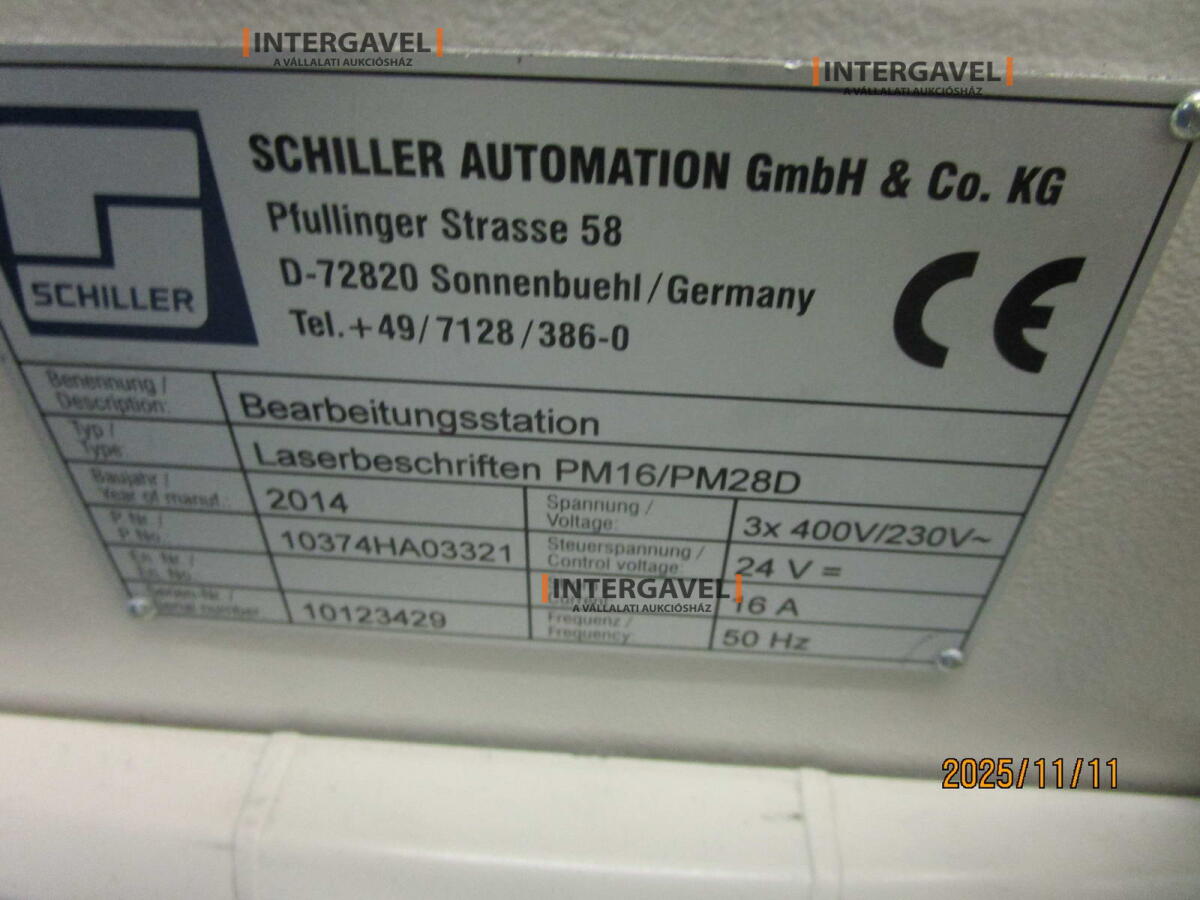 INTERGAVEL
A VÁLLALATI AUKCIÓSHÁZ
INTERGAVEL
A VÁLLALATI AUKCIÓSHÁZ
SCHILLER
SCHILLER AUTOMATION GmbH & Co. KG
Pfullinger Strasse 58
D-72820 Sonnenbuehl/Germany
Tel.+49/7128/386-0
CE
Benennung /
Description:
Bearbeitungsstation
Typ /
Type:
Laserbeschriften PM16/PM28D
Baujahr /
Year of manuf.:
2014
Spannung /
Voltage:
3x 400V/230V~
P.Nr. /
P.No.:
10374HA03321
Steuerspannung /
Control voltage:
24 V =
INTERGAVEL
A VÁLLALATI AUKCIÓSHÁZ
16 A
Serien-Nr. /
Serial number
10123429
Frequenz /
Frequency:
50 Hz
2025/11/11